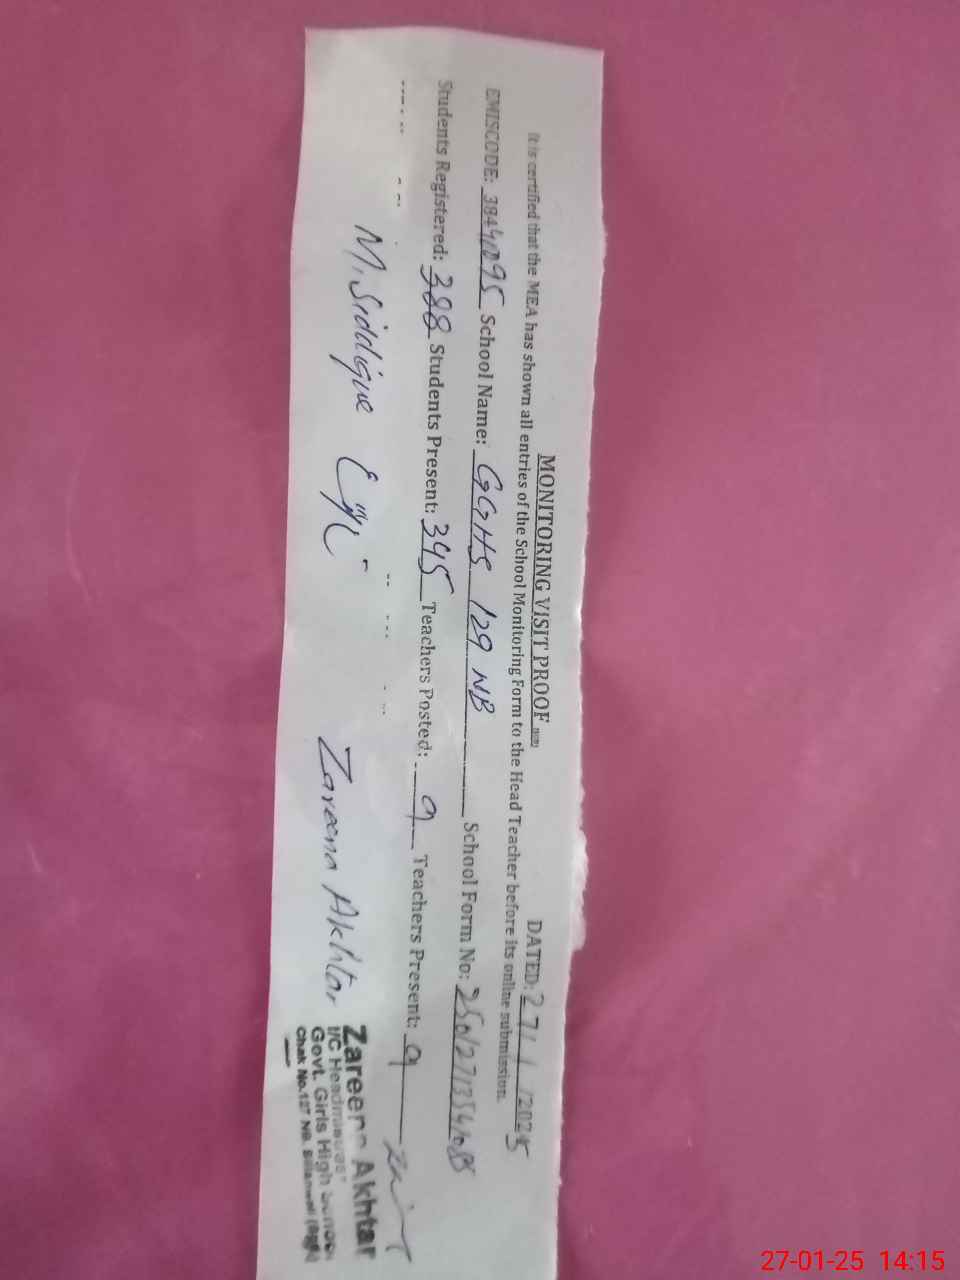 MONITORING VISIT PROOF DATED: 27/1/2025
It is certified that the MEA has shown all entries of the School Monitoring Form to the Head Teacher before its online submission.
EMISCODE: 38441095 School Name: GGHS 129 NB School Form No:
Students Registered: 388 Students Present: 345 Teachers Posted: 9 Teachers Present: 9
M. Siddique Zareena Akhtar
Zareena Akhtar
I/C Headmistress
Govt. Girls High School
Chak No. NB. Sillanwali (Sgd)
27-01-25 14:15